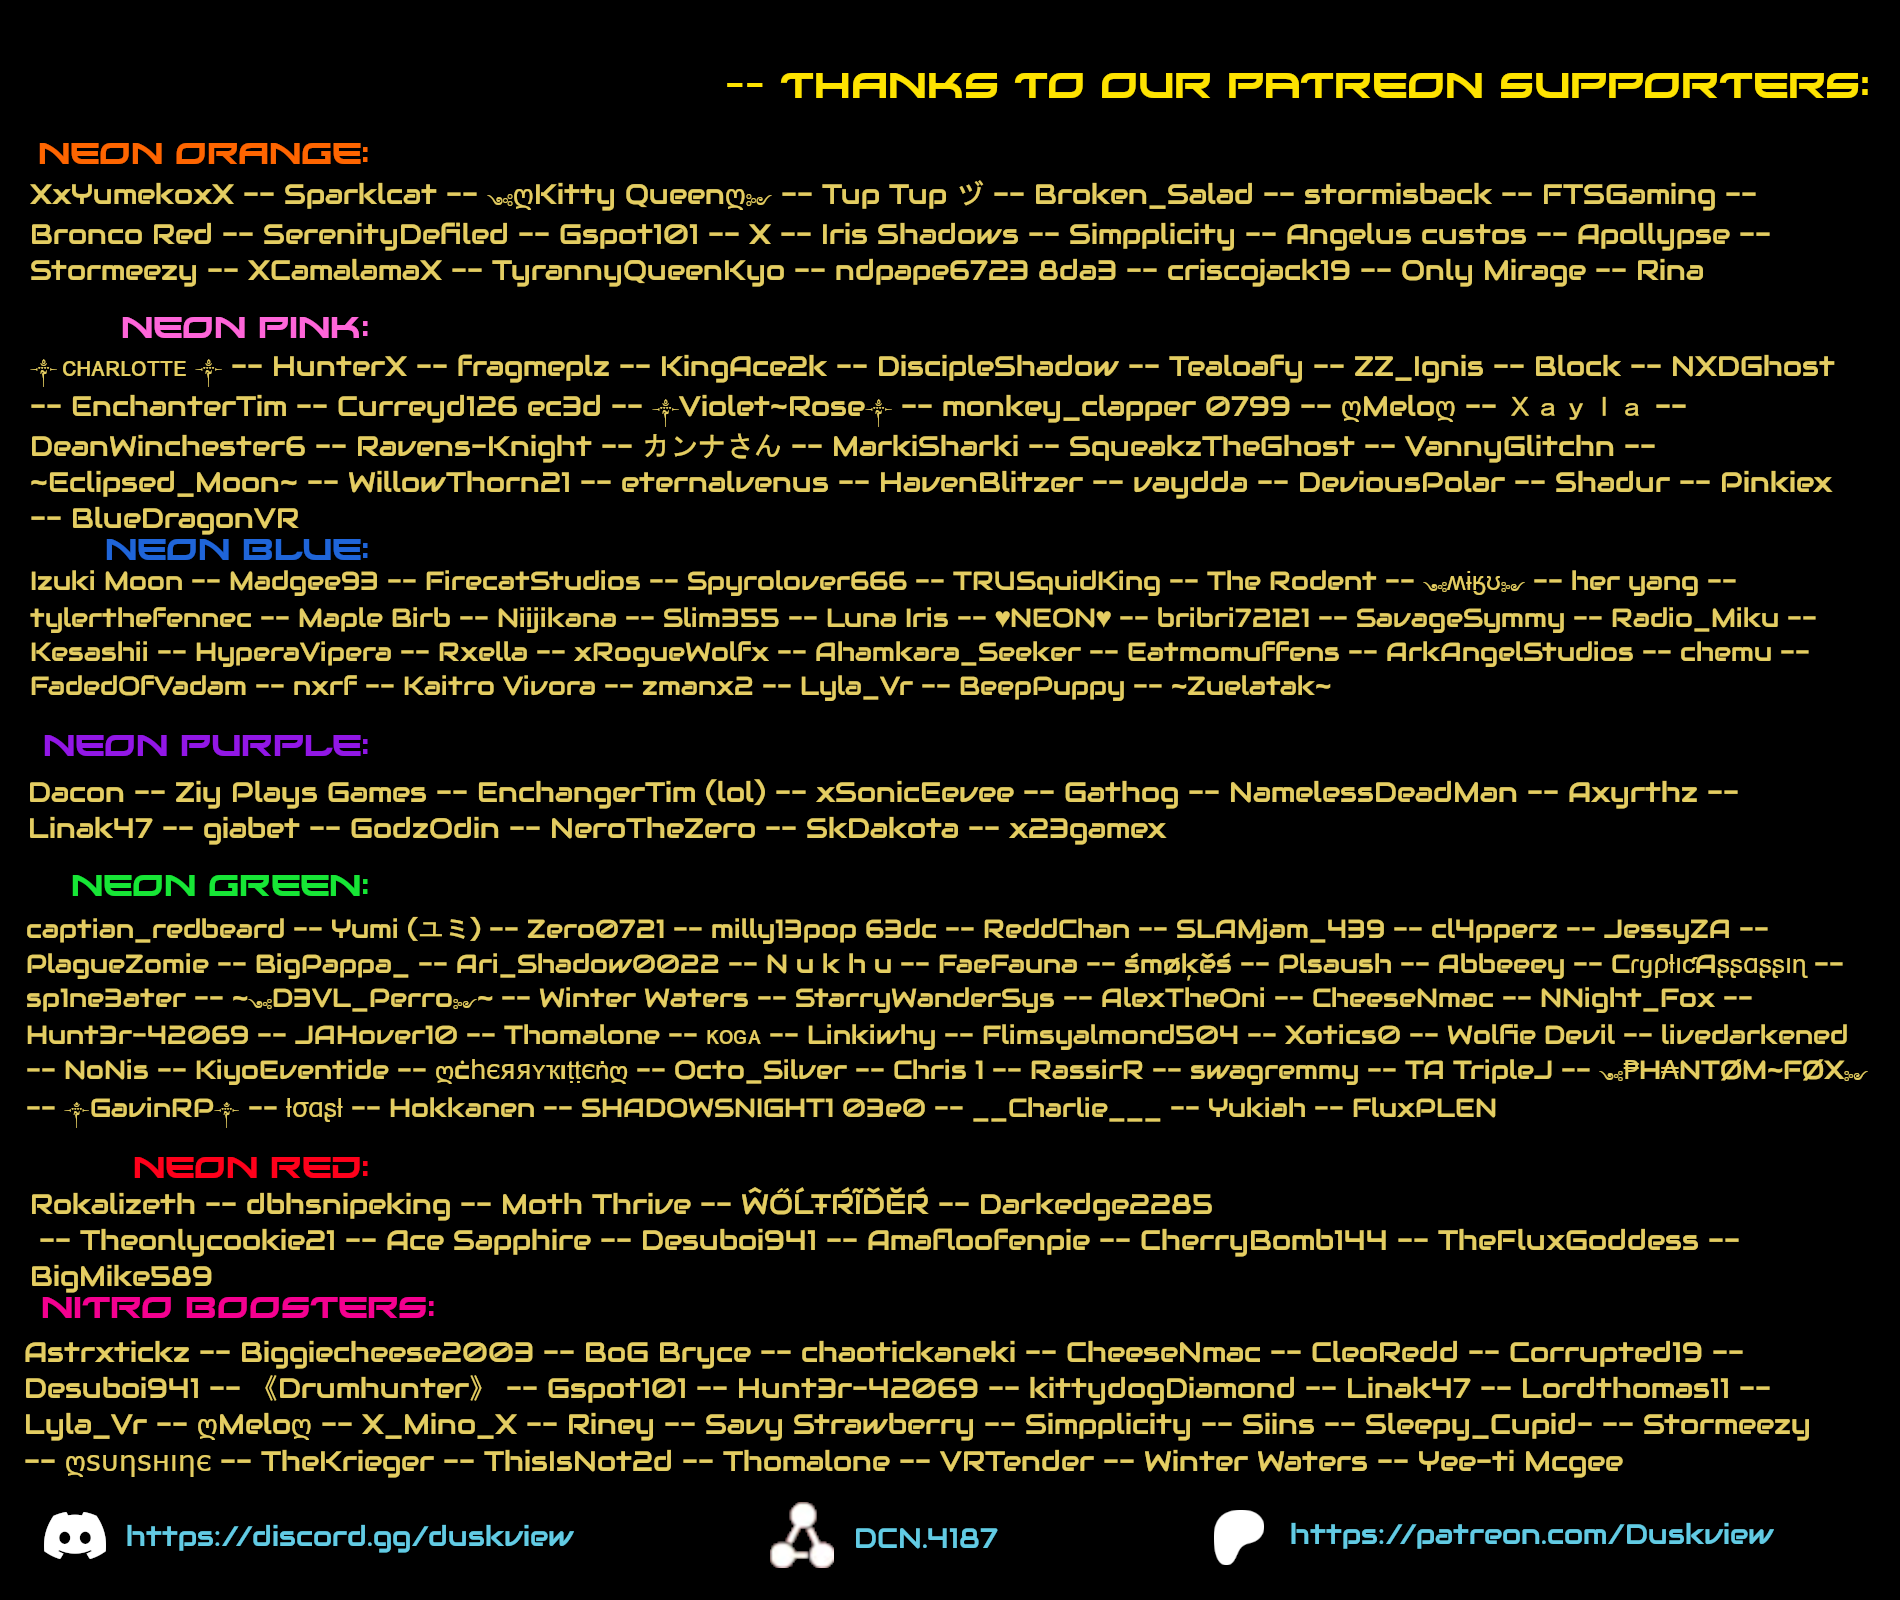 -- THANKS TO OUR PATREON SUPPORTERS:
NEON ORANGE:
XxYumekoxX -- Sparklcat -- ༺ღKitty Queenღ༻ -- Tup Tup ツ -- Broken_Salad -- stormisback -- FTSGaming --
Bronco Red -- SerenityDefiled -- Gspot101 -- X -- Iris Shadows -- Simpplicity -- Angelus custos -- Apollypse --
Stormeezy -- XCamalamaX -- TyrannyQueenKyo -- ndpape6723 8da3 -- criscojack19 -- Only Mirage -- Rina
NEON PINK:
༒ ᴄʜᴀʀʟᴏᴛᴛᴇ ༒ -- HunterX -- fragmeplz -- KingAce2k -- DiscipleShadow -- Tealoafy -- ZZ_Ignis -- Block -- NXDGhost
-- EnchanterTim -- Curreyd126 ec3d -- ༒Violet~Rose༒ -- monkey_clapper 0799 -- ღMeloღ -- Ｘａｙｌａ --
DeanWinchester6 -- Ravens-Knight -- カンナさん -- MarkiSharki -- SqueakzTheGhost -- VannyGlitchn --
~Eclipsed_Moon~ -- WillowThorn21 -- eternalvenus -- HavenBlitzer -- vaydda -- DeviousPolar -- Shadur -- Pinkiex
-- BlueDragonVR
NEON BLUE:
Izuki Moon -- Madgee93 -- FirecatStudios -- Spyrolover666 -- TRUSquidKing -- The Rodent -- ༺ʍɨӄʊ༻ -- her yang --
tylerthefennec -- Maple Birb -- Niijikana -- Slim355 -- Luna Iris -- ♥NEON♥ -- bribri72121 -- SavageSymmy -- Radio_Miku --
Kesashii -- HyperaVipera -- Rxella -- xRogueWolfx -- Ahamkara_Seeker -- Eatmomuffens -- ArkAngelStudios -- chemu --
FadedOfVadam -- nxrf -- Kaitro Vivora -- zmanx2 -- Lyla_Vr -- BeepPuppy -- ~Zuelatak~
NEON PURPLE:
Dacon -- Ziy Plays Games -- EnchangerTim (lol) -- xSonicEevee -- Gathog -- NamelessDeadMan -- Axyrthz --
Linak47 -- giabet -- GodzOdin -- NeroTheZero -- SkDakota -- x23gamex
NEON GREEN:
captian_redbeard -- Yumi (ユミ) -- Zero0721 -- milly13pop 63dc -- ReddChan -- SLAMjam_439 -- cl4pperz -- JessyZA --
PlagueZomie -- BigPappa_ -- Ari_Shadow0022 -- N u k h u -- FaeFauna -- śmøķěś -- Plsaush -- Abbeeey -- CɾყρƚιƈAʂʂαʂʂιɳ --
sp1ne3ater -- ~༺D3VL_Perro༻~ -- Winter Waters -- StarryWanderSys -- AlexTheOni -- CheeseNmac -- NNight_Fox --
Hunt3r-42069 -- JAHover10 -- Thomalone -- ᴋᴏɢᴀ -- Linkiwhy -- Flimsyalmond504 -- Xotics0 -- Wolfie Devil -- livedarkened
-- NoNis -- KiyoEventide -- ღċhєяяʏκıṭṭєṅღ -- Octo_Silver -- Chris 1 -- RassirR -- swagremmy -- TA TripleJ -- ༺₱H₳NTØM~FØX༻
-- ༒GavinRP༒ -- ƚσαʂƚ -- Hokkanen -- SHADOWSNIGHT1 03e0 -- __Charlie___ -- Yukiah -- FluxPLEN
NEON RED:
Rokalizeth -- dbhsnipeking -- Moth Thrive -- ŴŐĹŦŔĨĎĔŔ -- Darkedge2285
-- Theonlycookie21 -- Ace Sapphire -- Desuboi941 -- Amafloofenpie -- CherryBomb144 -- TheFluxGoddess --
BigMike589
NITRO BOOSTERS:
Astrxtickz -- Biggiecheese2003 -- BoG Bryce -- chaotickaneki -- CheeseNmac -- CleoRedd -- Corrupted19 --
Desuboi941 -- 《Drumhunter》 -- Gspot101 -- Hunt3r-42069 -- kittydogDiamond -- Linak47 -- Lordthomas11 --
Lyla_Vr -- ღMeloღ -- X_Mino_X -- Riney -- Savy Strawberry -- Simpplicity -- Siins -- Sleepy_Cupid- -- Stormeezy
-- ღѕυηѕнιηє -- TheKrieger -- ThisIsNot2d -- Thomalone -- VRTender -- Winter Waters -- Yee-ti Mcgee
https://discord.gg/duskview
DCN.4187
https://patreon.com/Duskview